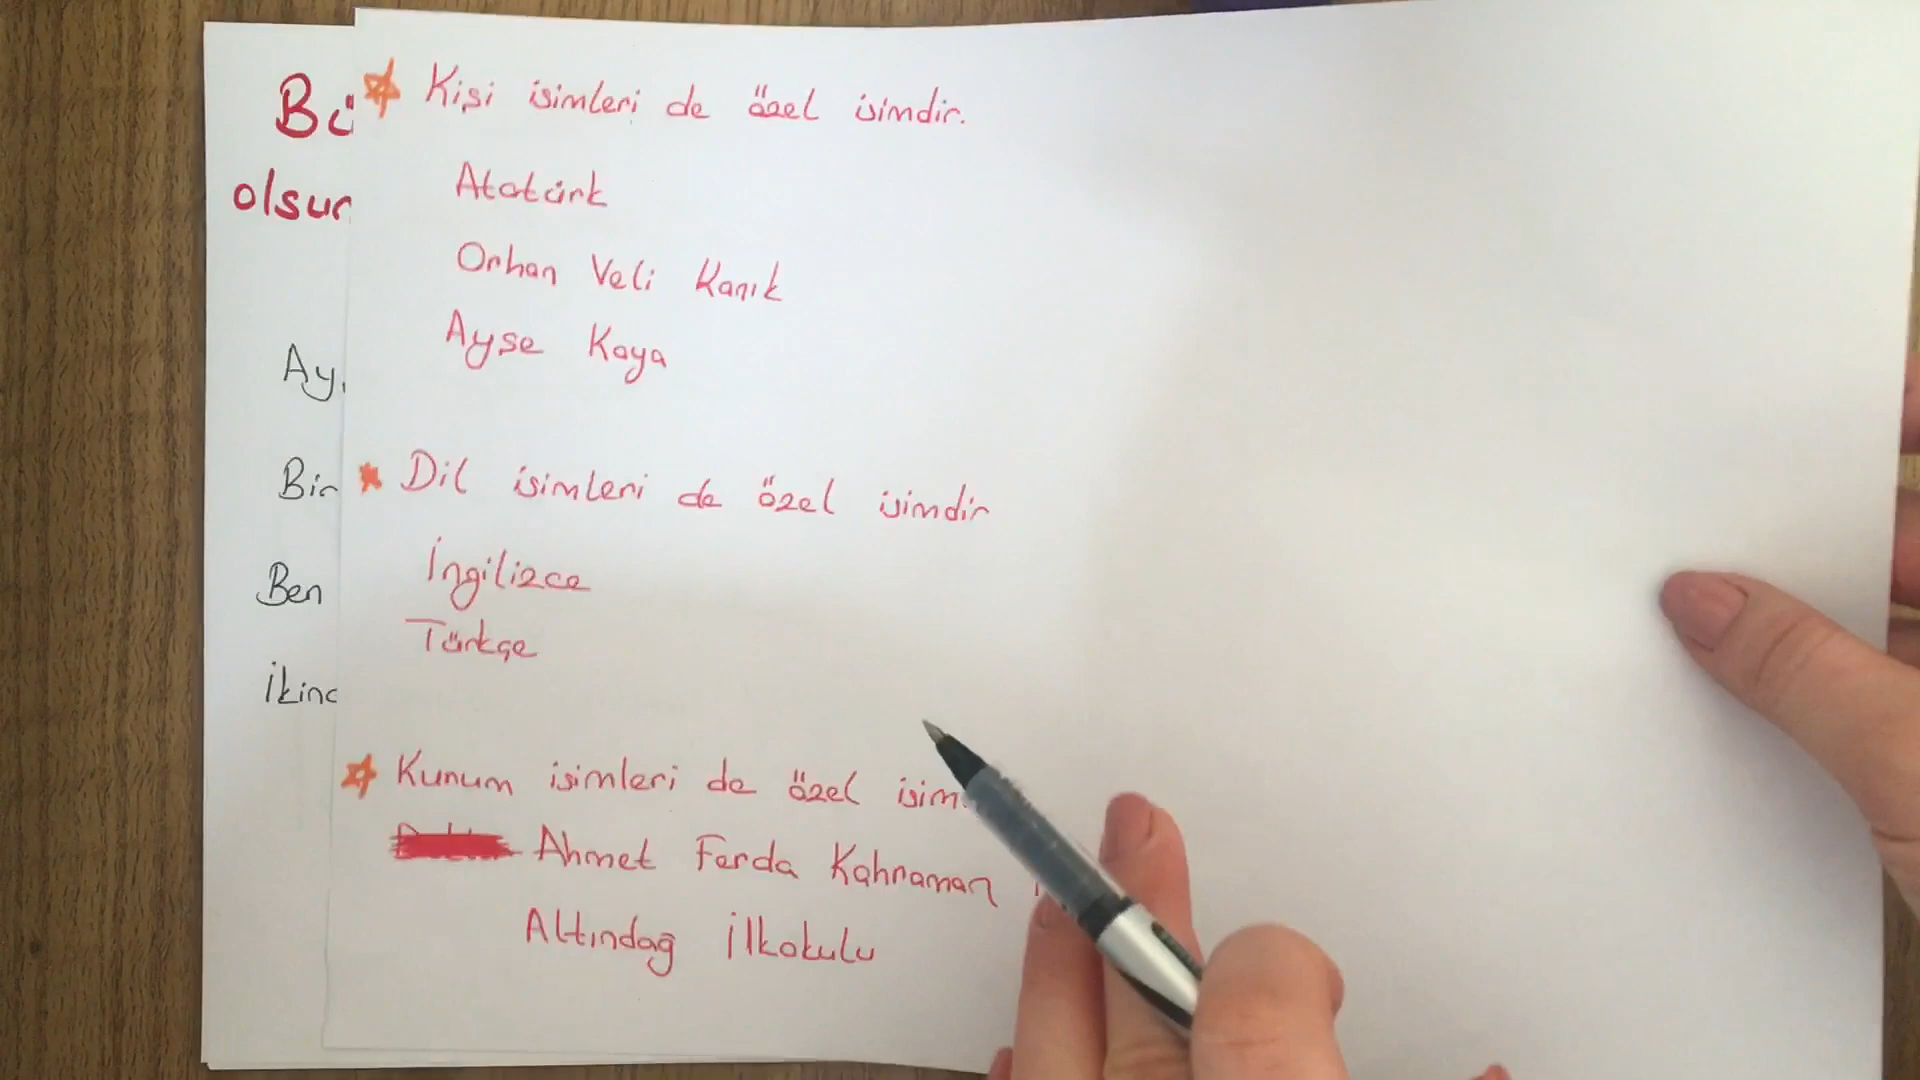 ★ Kişi isimleri de özel isimdir.
Atatürk
Orhan Veli Kanık
Ayşe Kaya
★ Dil isimleri de özel isimdir
İngilizce
Türkçe
★ Kurum isimleri de özel isim
Ahmet Ferda Kahraman
Altındağ İlkokulu
Bü
olsun
Ay
Bir
Ben
İkinc